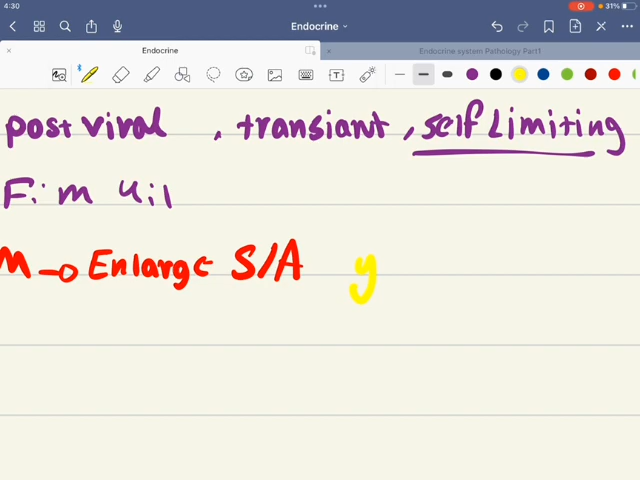 4:30
31%
Endocrine
Endocrine
Endocrine system Pathology Part1
T
post viral , transiant , self Limiting
F: m 4:1
M → Enlarge S/A y